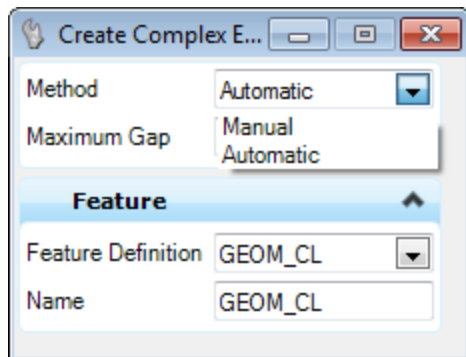 Create Complex E...
Method Automatic
Manual
Maximum Gap
Automatic
Feature
Feature Definition GEOM_CL
Name GEOM_CL